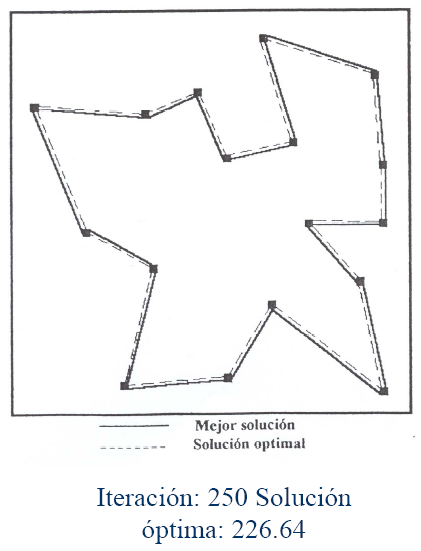 Mejor solución
Solución optimal
Iteración: 250 Solución
óptima: 226.64